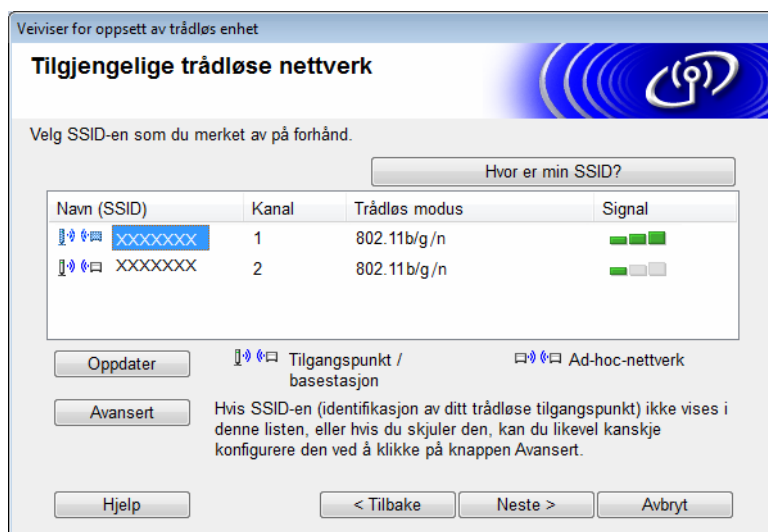 Veiviser for oppsett av trådløs enhet
Tilgjengelige trådløse nettverk
Velg SSID-en som du merket av på forhånd.
Hvor er min SSID?
Navn (SSID) Kanal Trådløs modus Signal
XXXXXXX 1 802.11b/g/n
XXXXXXX 2 802.11b/g/n
Oppdater
Tilgangspunkt /
basestasjon
Ad-hoc-nettverk
Avansert
Hvis SSID-en (identifikasjon av ditt trådløse tilgangspunkt) ikke vises i
denne listen, eller hvis du skjuler den, kan du likevel kanskje
konfigurere den ved å klikke på knappen Avansert.
Hjelp < Tilbake Neste > Avbryt